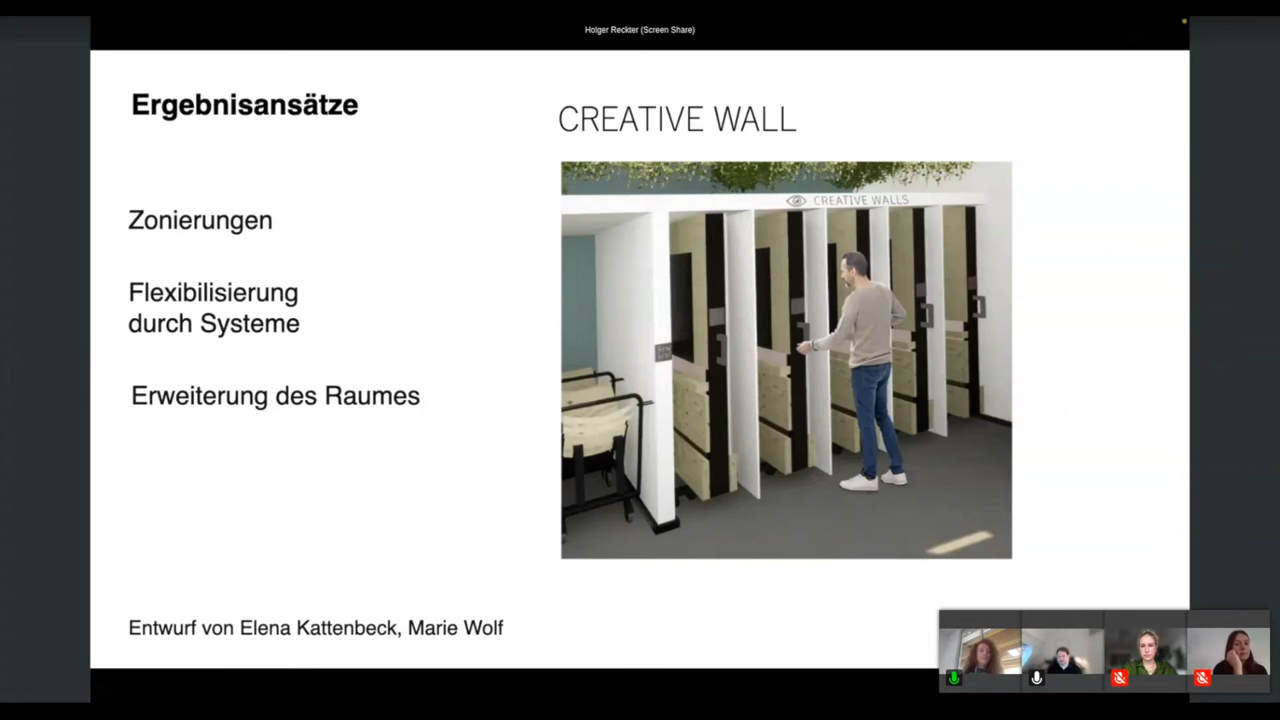 Holger Reckter (Screen Share)
Ergebnisansätze
CREATIVE WALL
CREATIVE WALLS
Zonierungen
Flexibilisierung
durch Systeme
Erweiterung des Raumes
Entwurf von Elena Kattenbeck, Marie Wolf